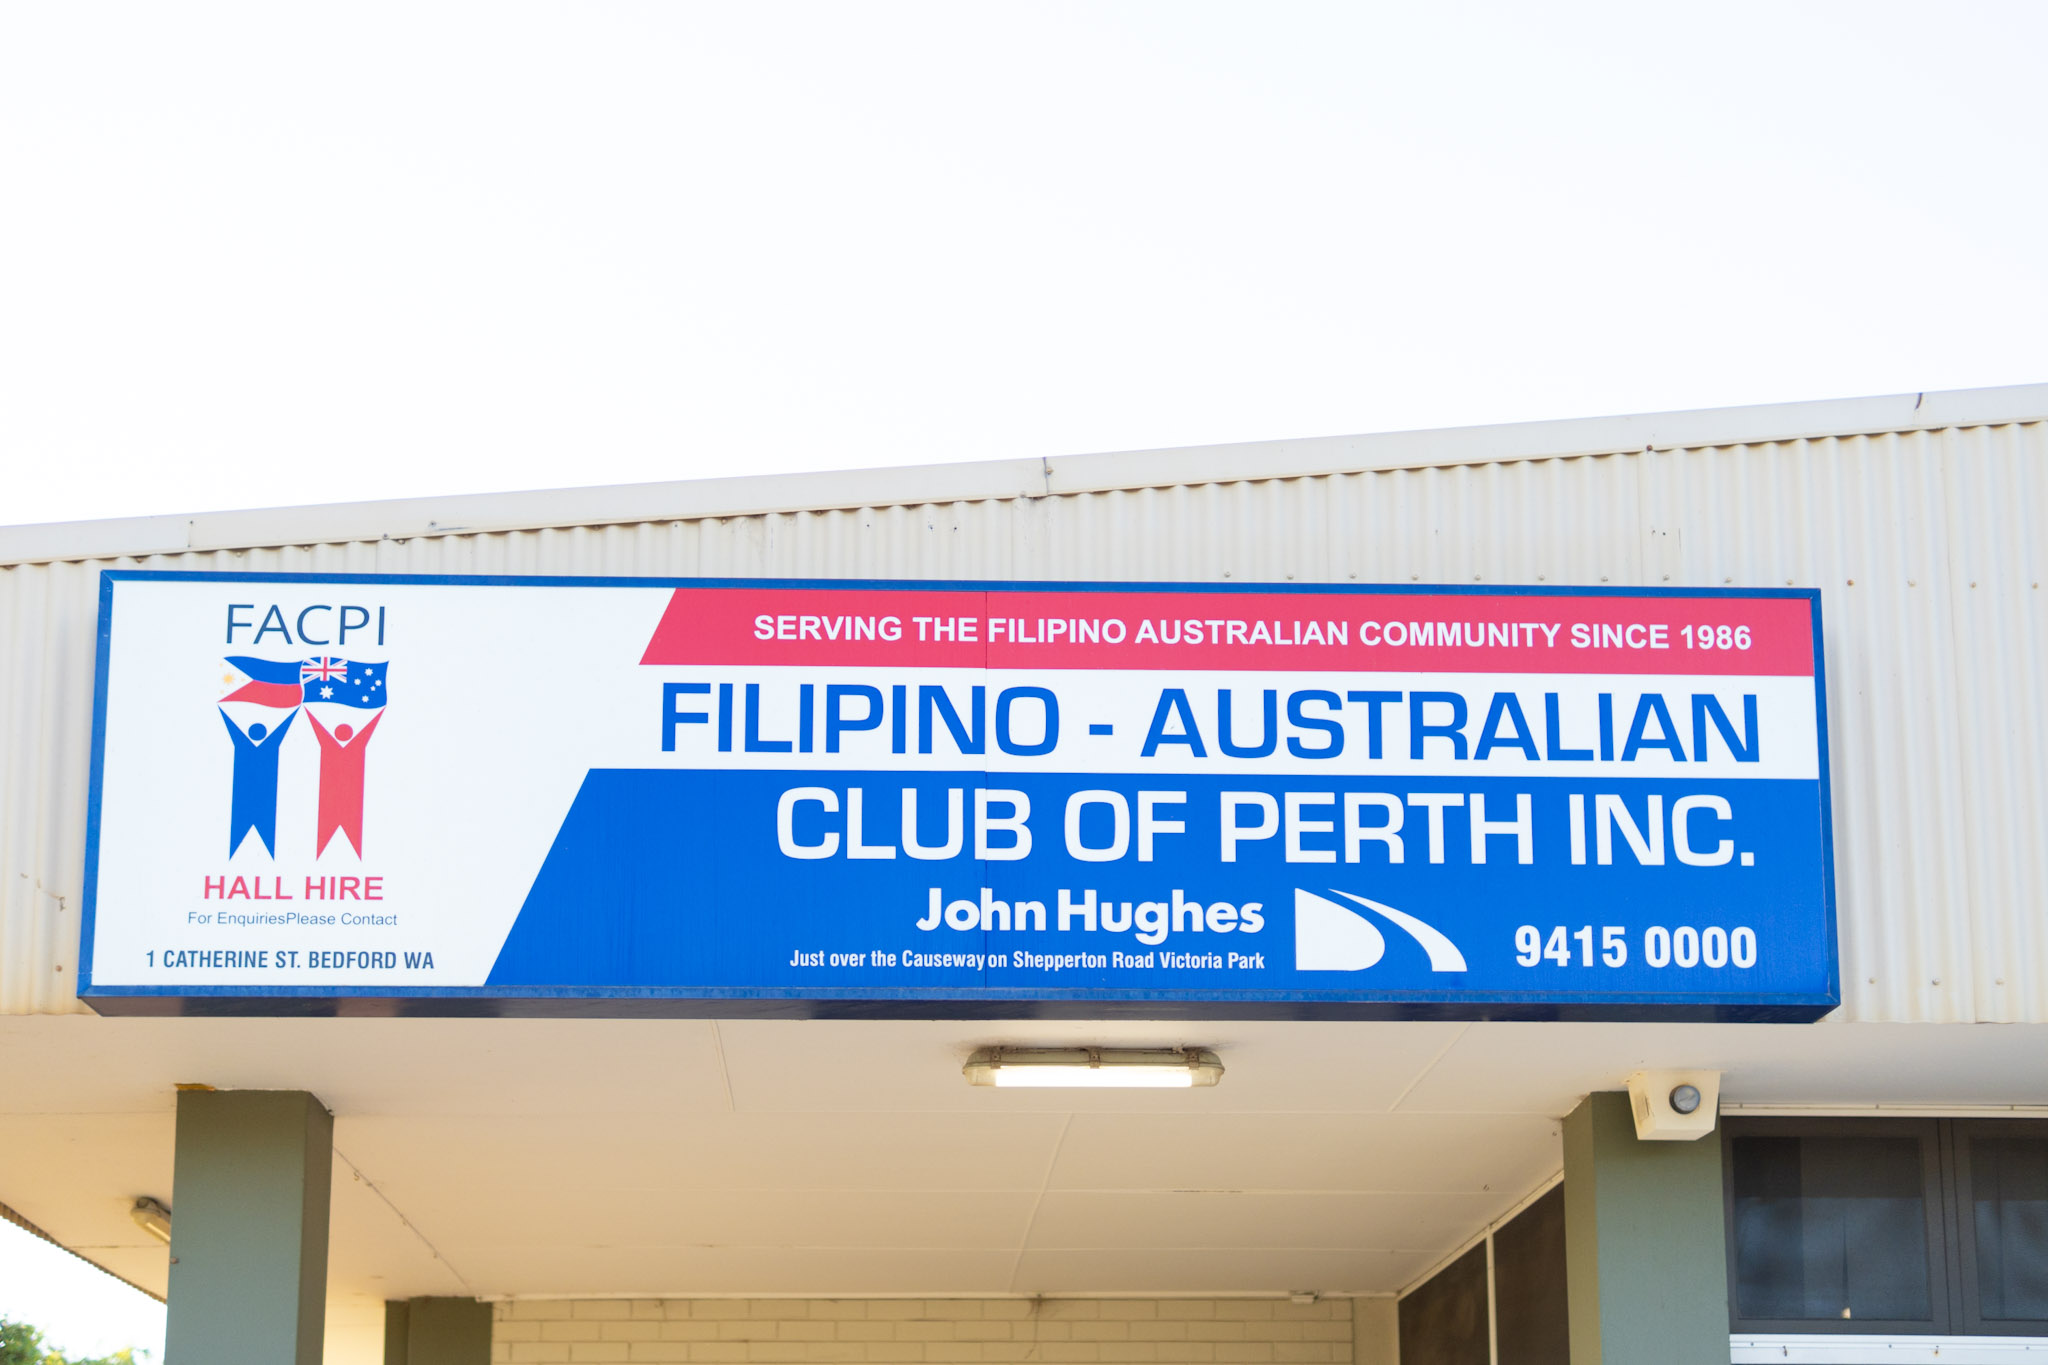 FACPI
HALL HIRE
For EnquiriesPlease Contact
1 CATHERINE ST. BEDFORD WA
SERVING THE FILIPINO AUSTRALIAN COMMUNITY SINCE 1986
FILIPINO - AUSTRALIAN
CLUB OF PERTH INC.
John Hughes
Just over the Causeway on Shepperton Road Victoria Park
9415 0000